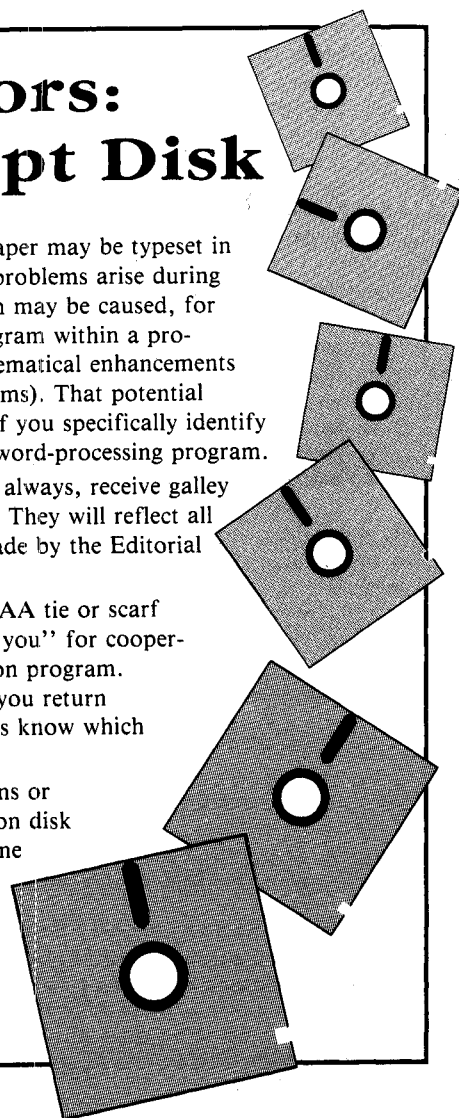 ors:
pt Disk
aper may be typeset in
problems arise during
n may be caused, for
gram within a pro-
ematical enhancements
ms). That potential
f you specifically identify
word-processing program.
always, receive galley
They will reflect all
ade by the Editorial
AA tie or scarf
you" for cooper-
on program.
you return
s know which
ns or
on disk
ne